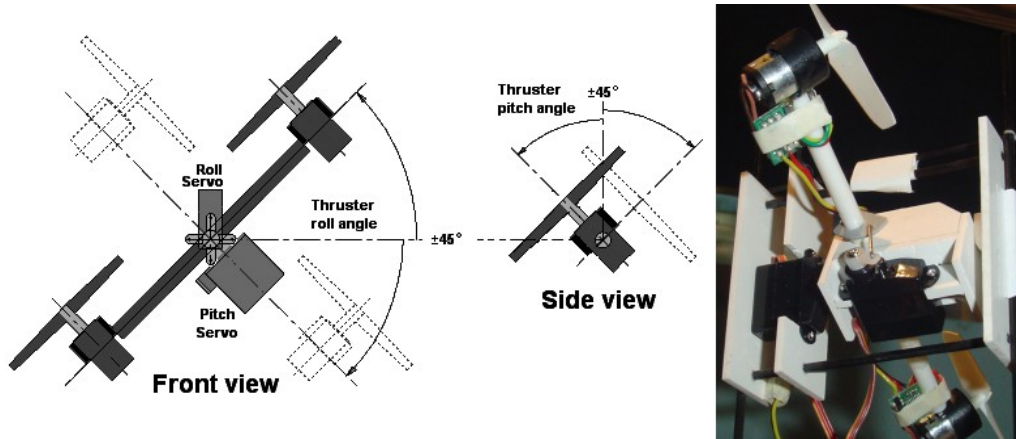 Roll
Servo
Thruster
roll angle
±45°
Pitch
Servo
Front view
Thruster
pitch angle
±45°
Side view